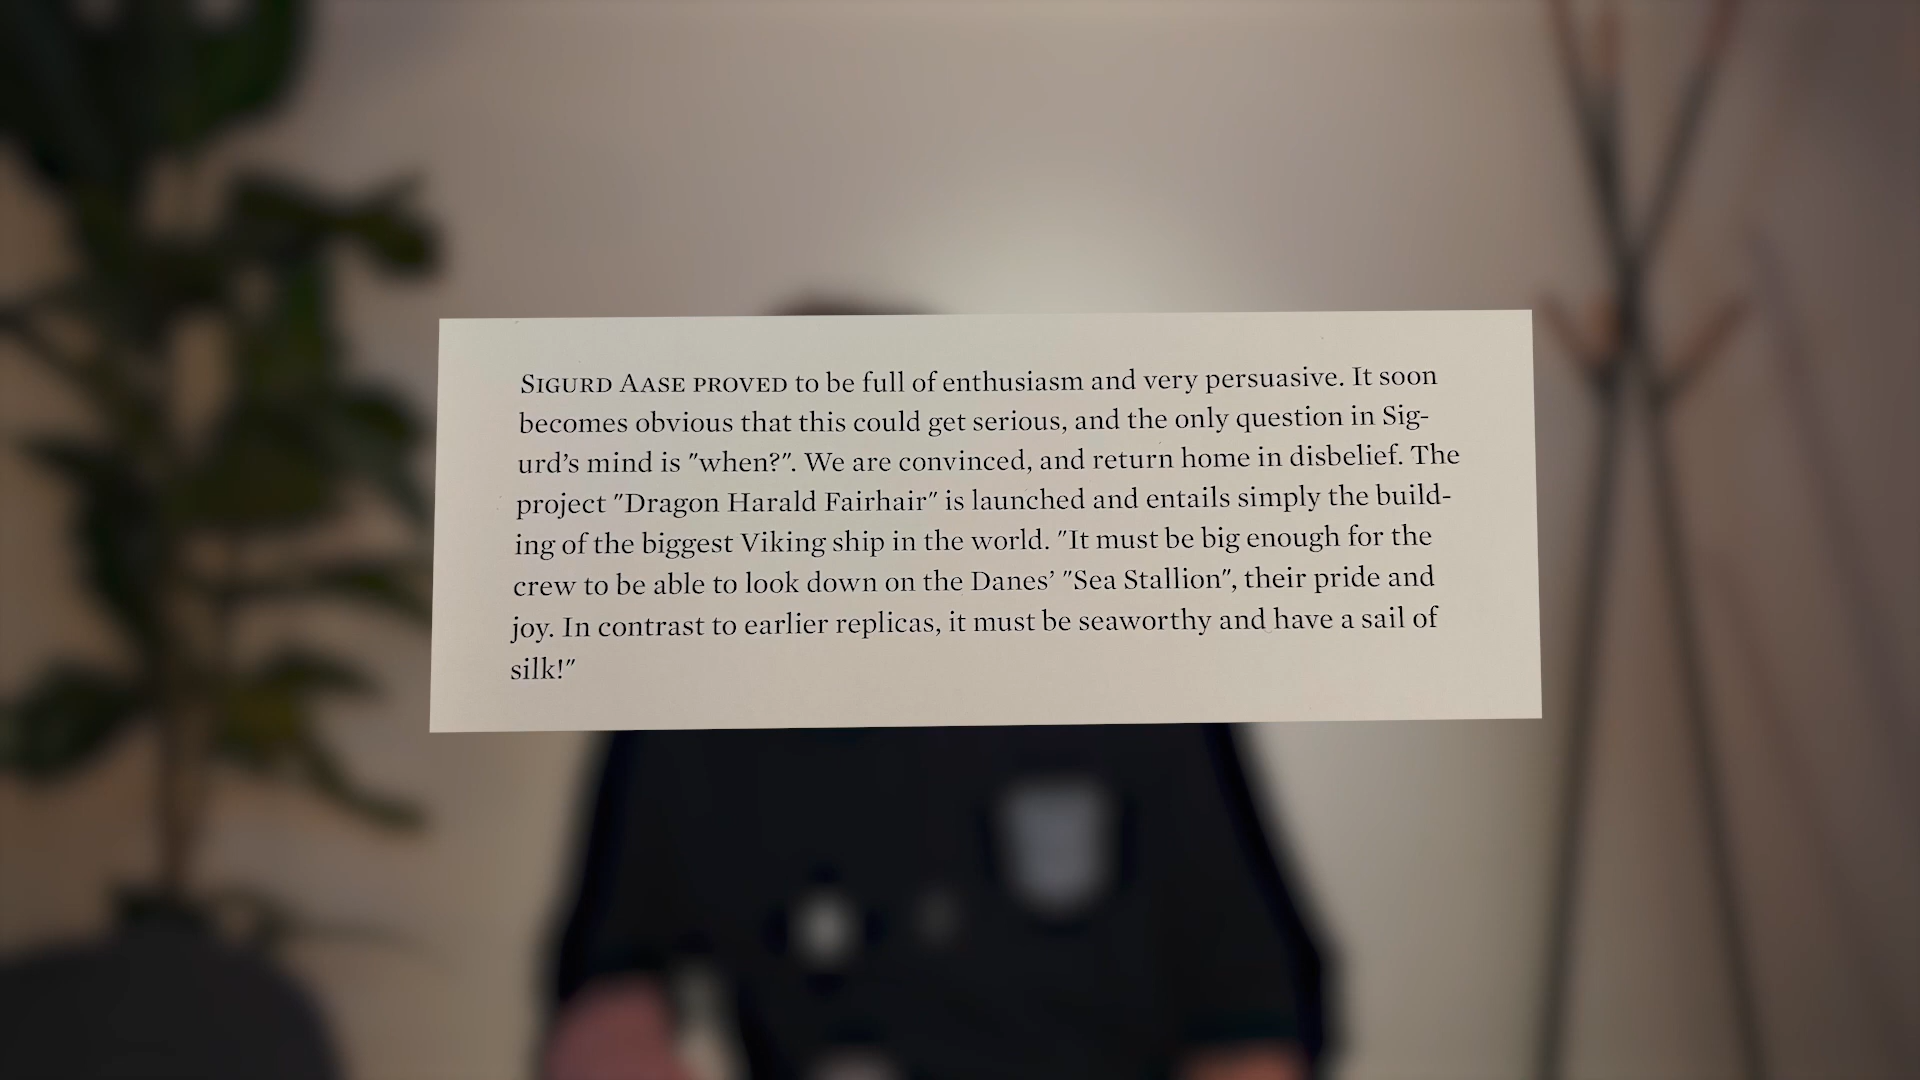 SIGURD AASE PROVED to be full of enthusiasm and very persuasive. It soon
becomes obvious that this could get serious, and the only question in Sig-
urd’s mind is "when?". We are convinced, and return home in disbelief. The
project "Dragon Harald Fairhair" is launched and entails simply the build-
ing of the biggest Viking ship in the world. "It must be big enough for the
crew to be able to look down on the Danes’ "Sea Stallion", their pride and
joy. In contrast to earlier replicas, it must be seaworthy and have a sail of
silk!"